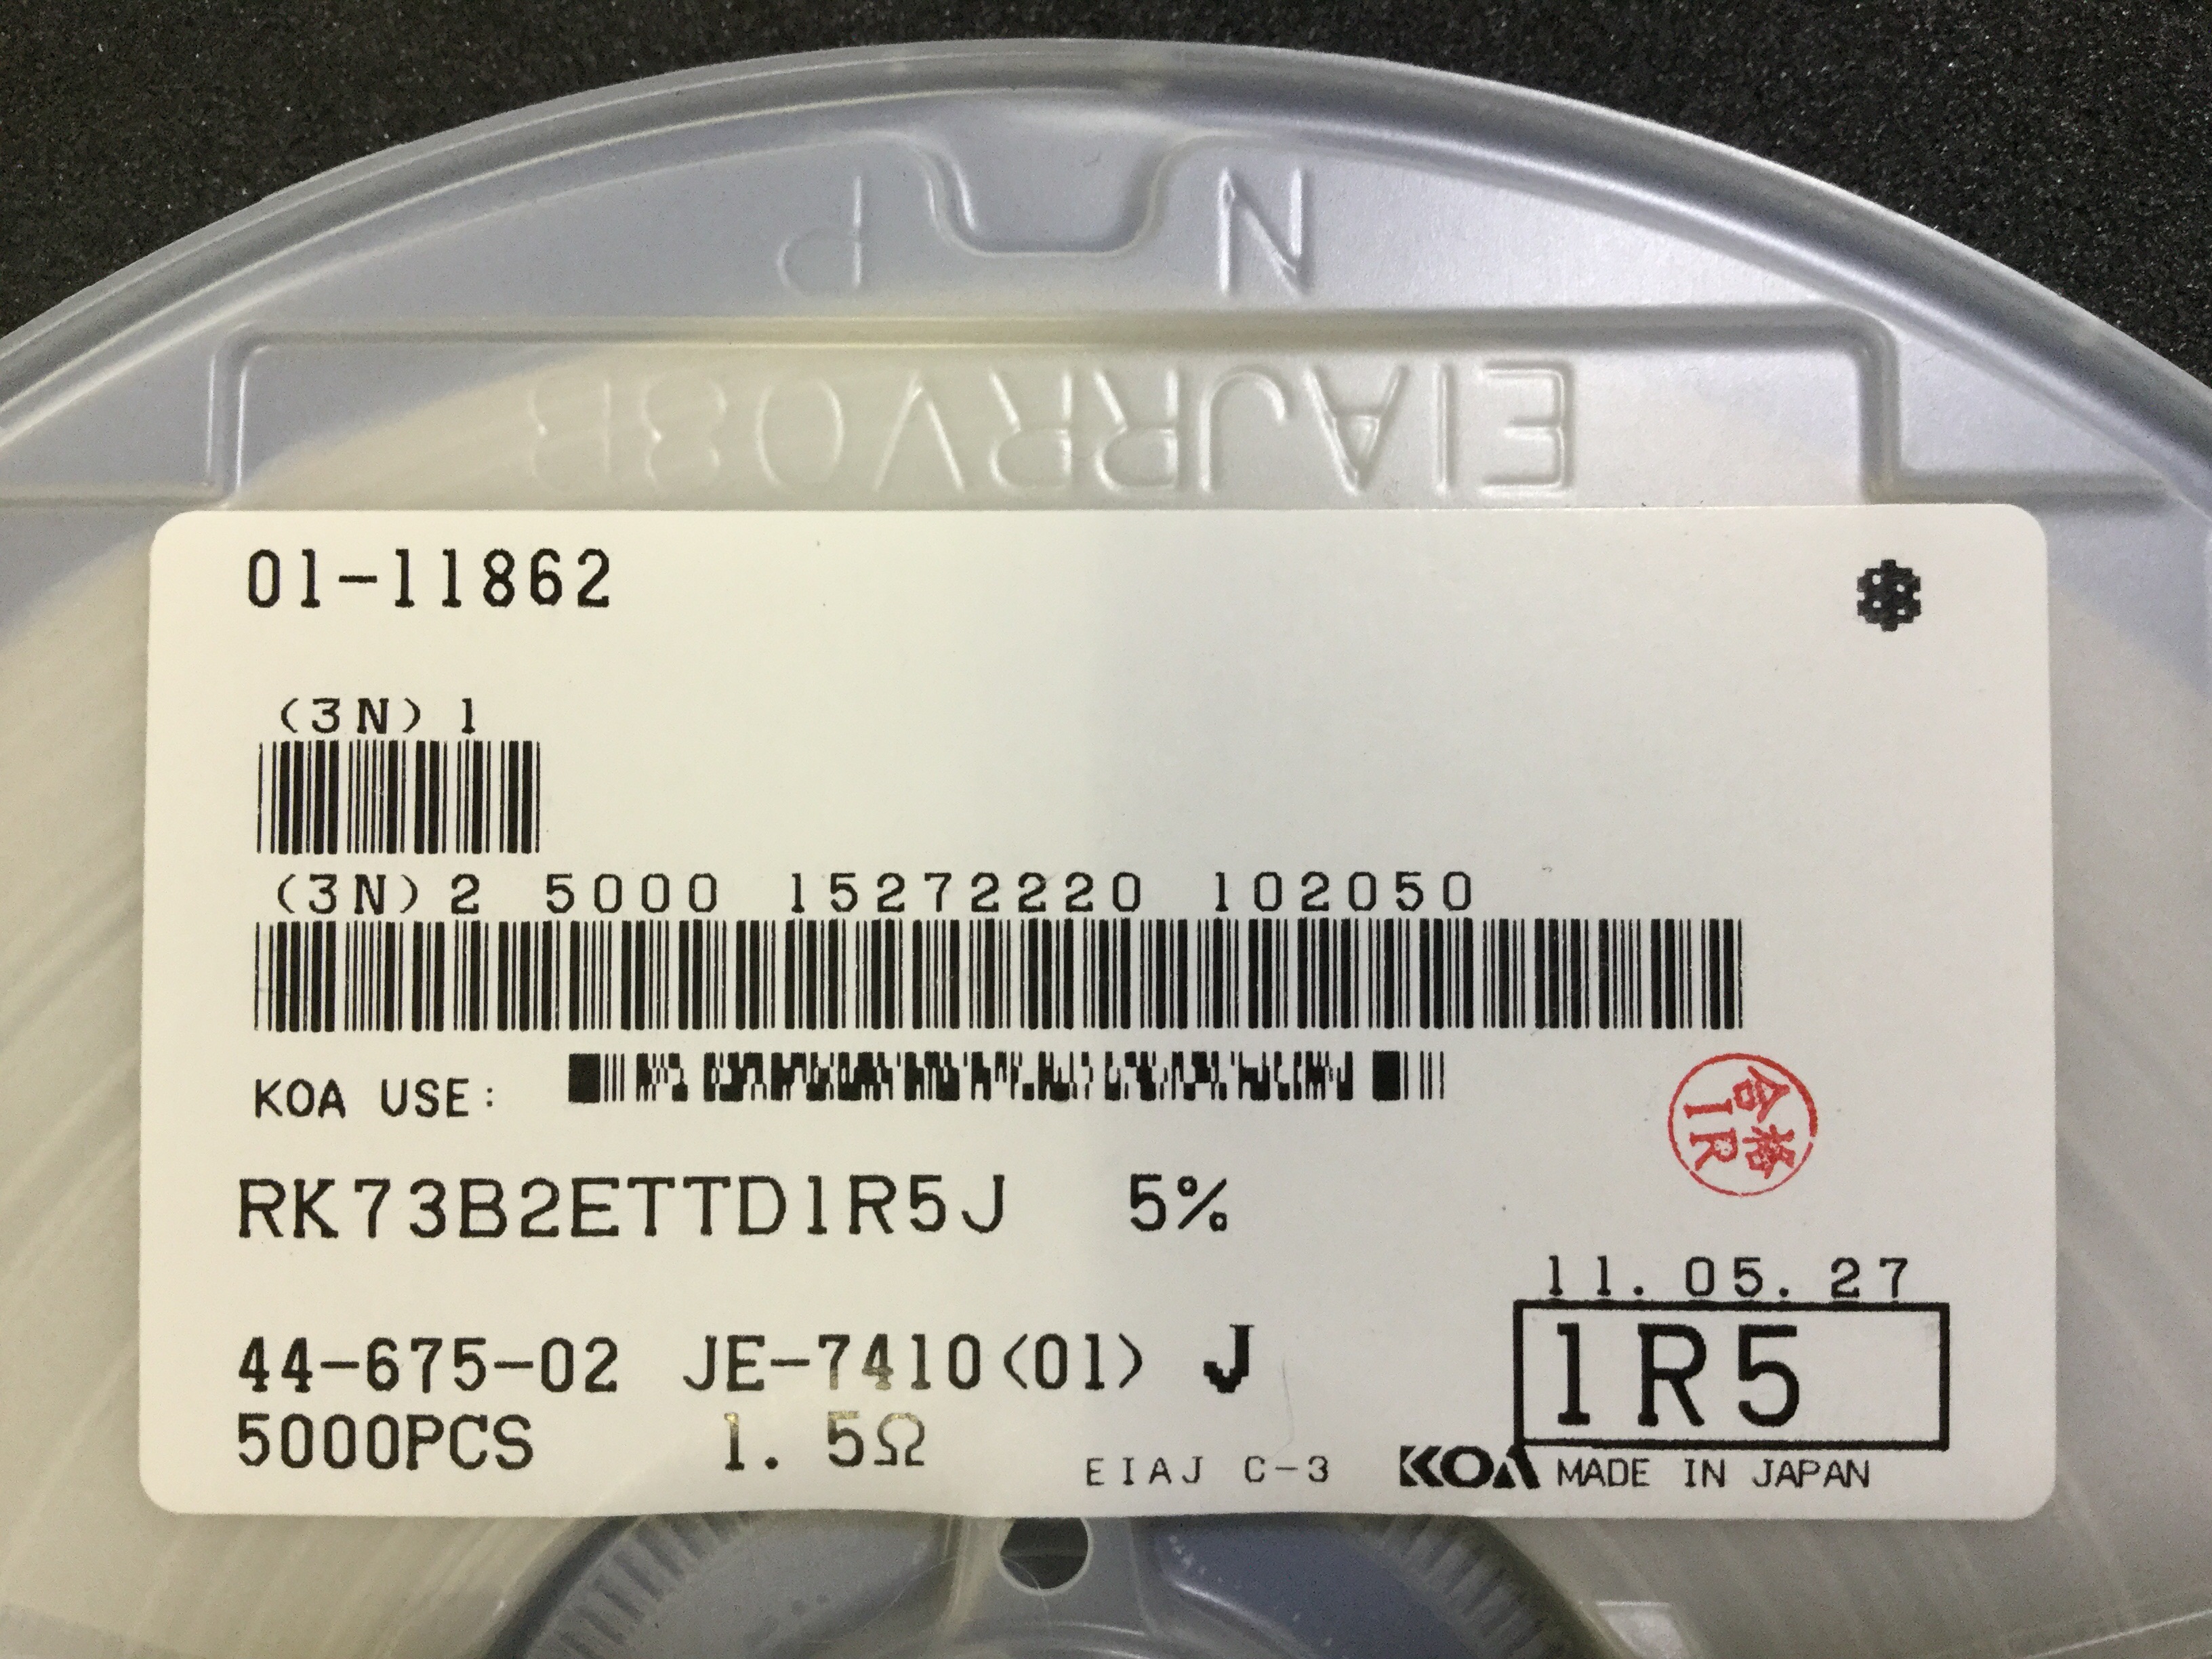 P N
EIAJRRV08B
01-11862
(3N) 1
(3N) 2 5000 15272220 102050
KOA USE:
合格
IR
RK73B2ETTD1R5J 5%
11.05.27
1R5
44-675-02 JE-7410(01) J
5000PCS 1.5Ω
EIAJ C-3 KOA MADE IN JAPAN